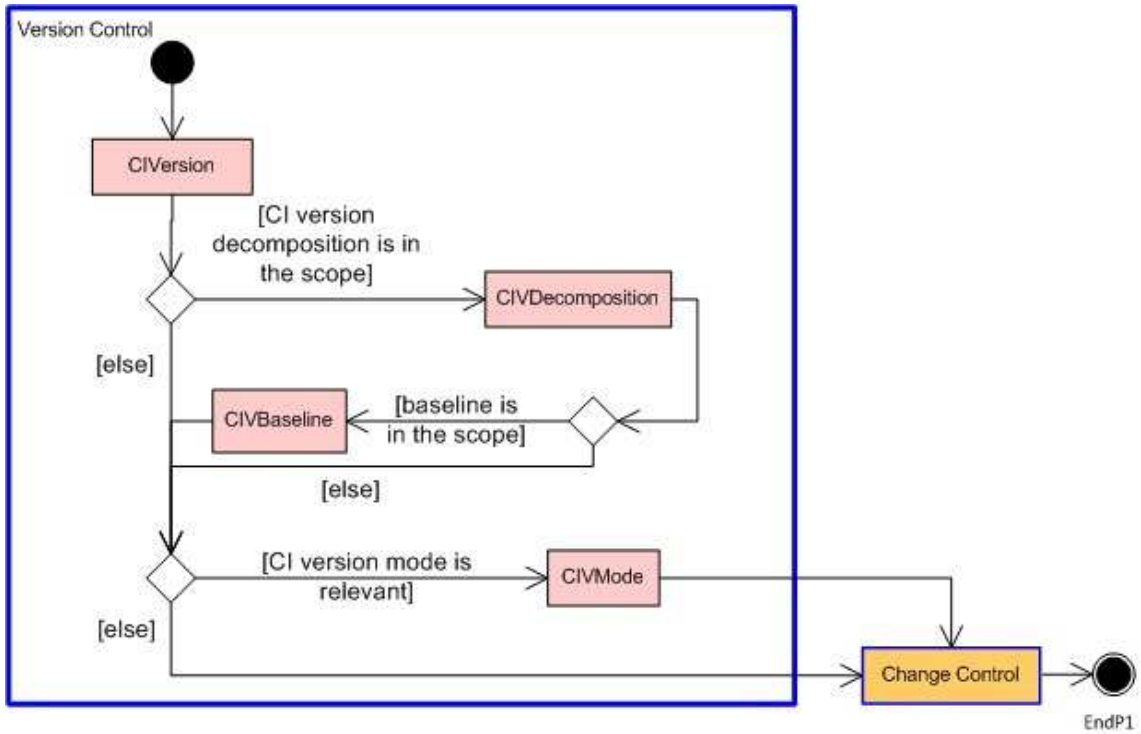 Version Control
CIVersion
[CI version
decomposition is in
the scope]
CIVDecomposition
[else]
CIVBaseline
[baseline is
in the scope]
[else]
[CI version mode is
relevant]
CIVMode
[else]
Change Control
EndP1